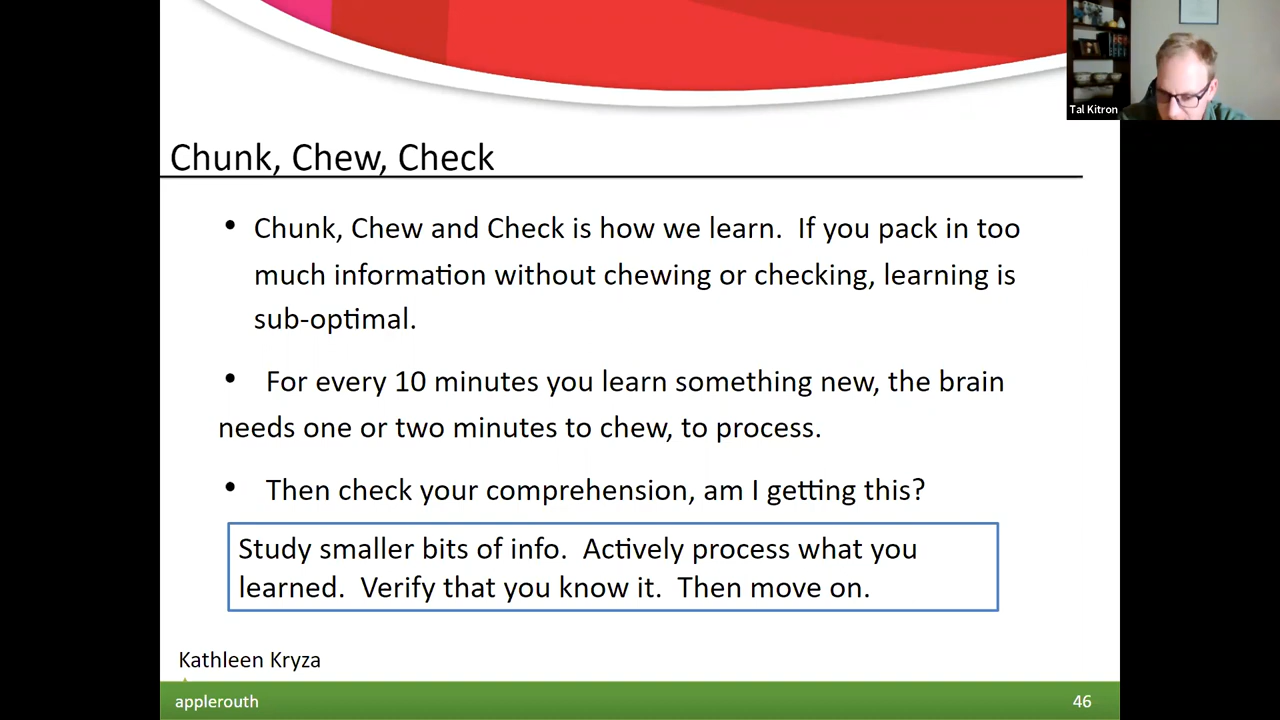 Tal Kitron
Chunk, Chew, Check
• Chunk, Chew and Check is how we learn.  If you pack in too
much information without chewing or checking, learning is
sub-optimal.
• For every 10 minutes you learn something new, the brain
needs one or two minutes to chew, to process.
• Then check your comprehension, am I getting this?
Study smaller bits of info.  Actively process what you
learned.  Verify that you know it.  Then move on.
Kathleen Kryza
applerouth
46